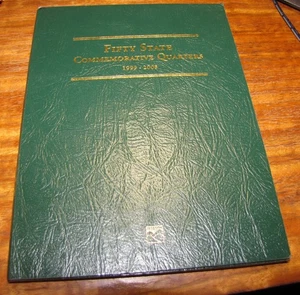 FIFTY STATE
COMMEMORATIVE QUARTERS
1999 - 2008